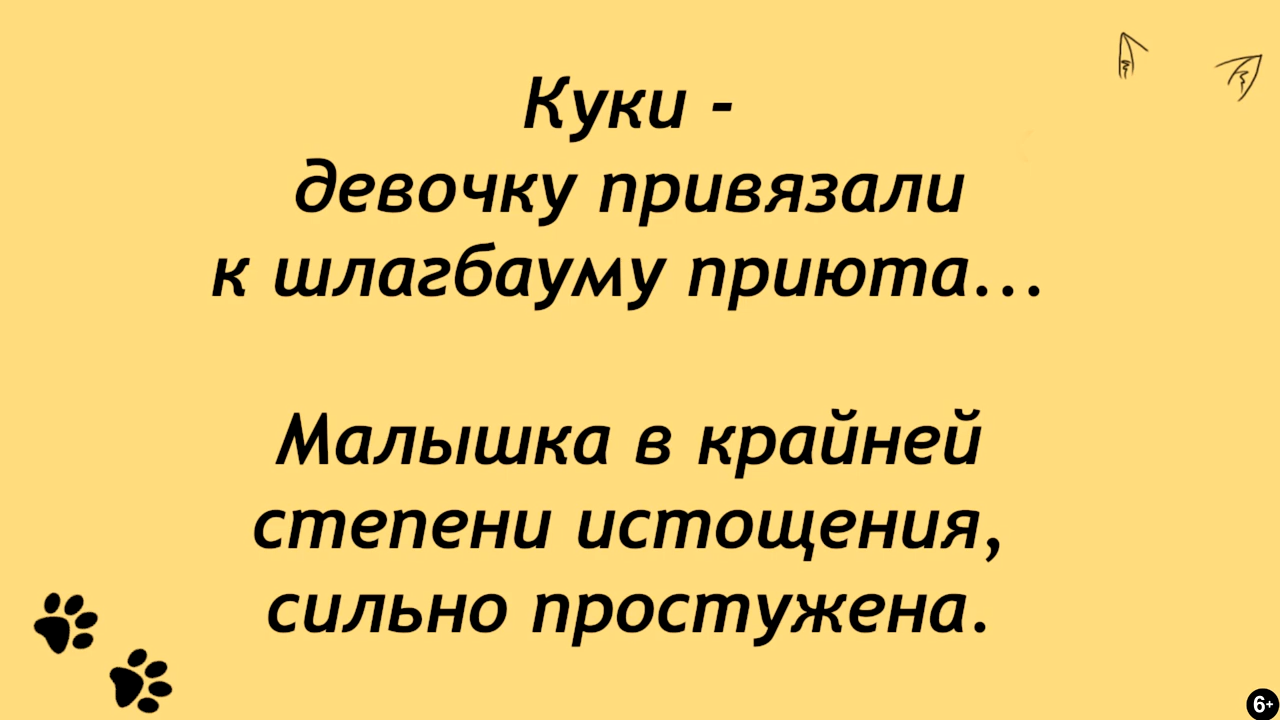 Куки -
девочку привязали
к шлагбауму приюта...
Малышка в крайней
степени истощения,
сильно простужена.
6+